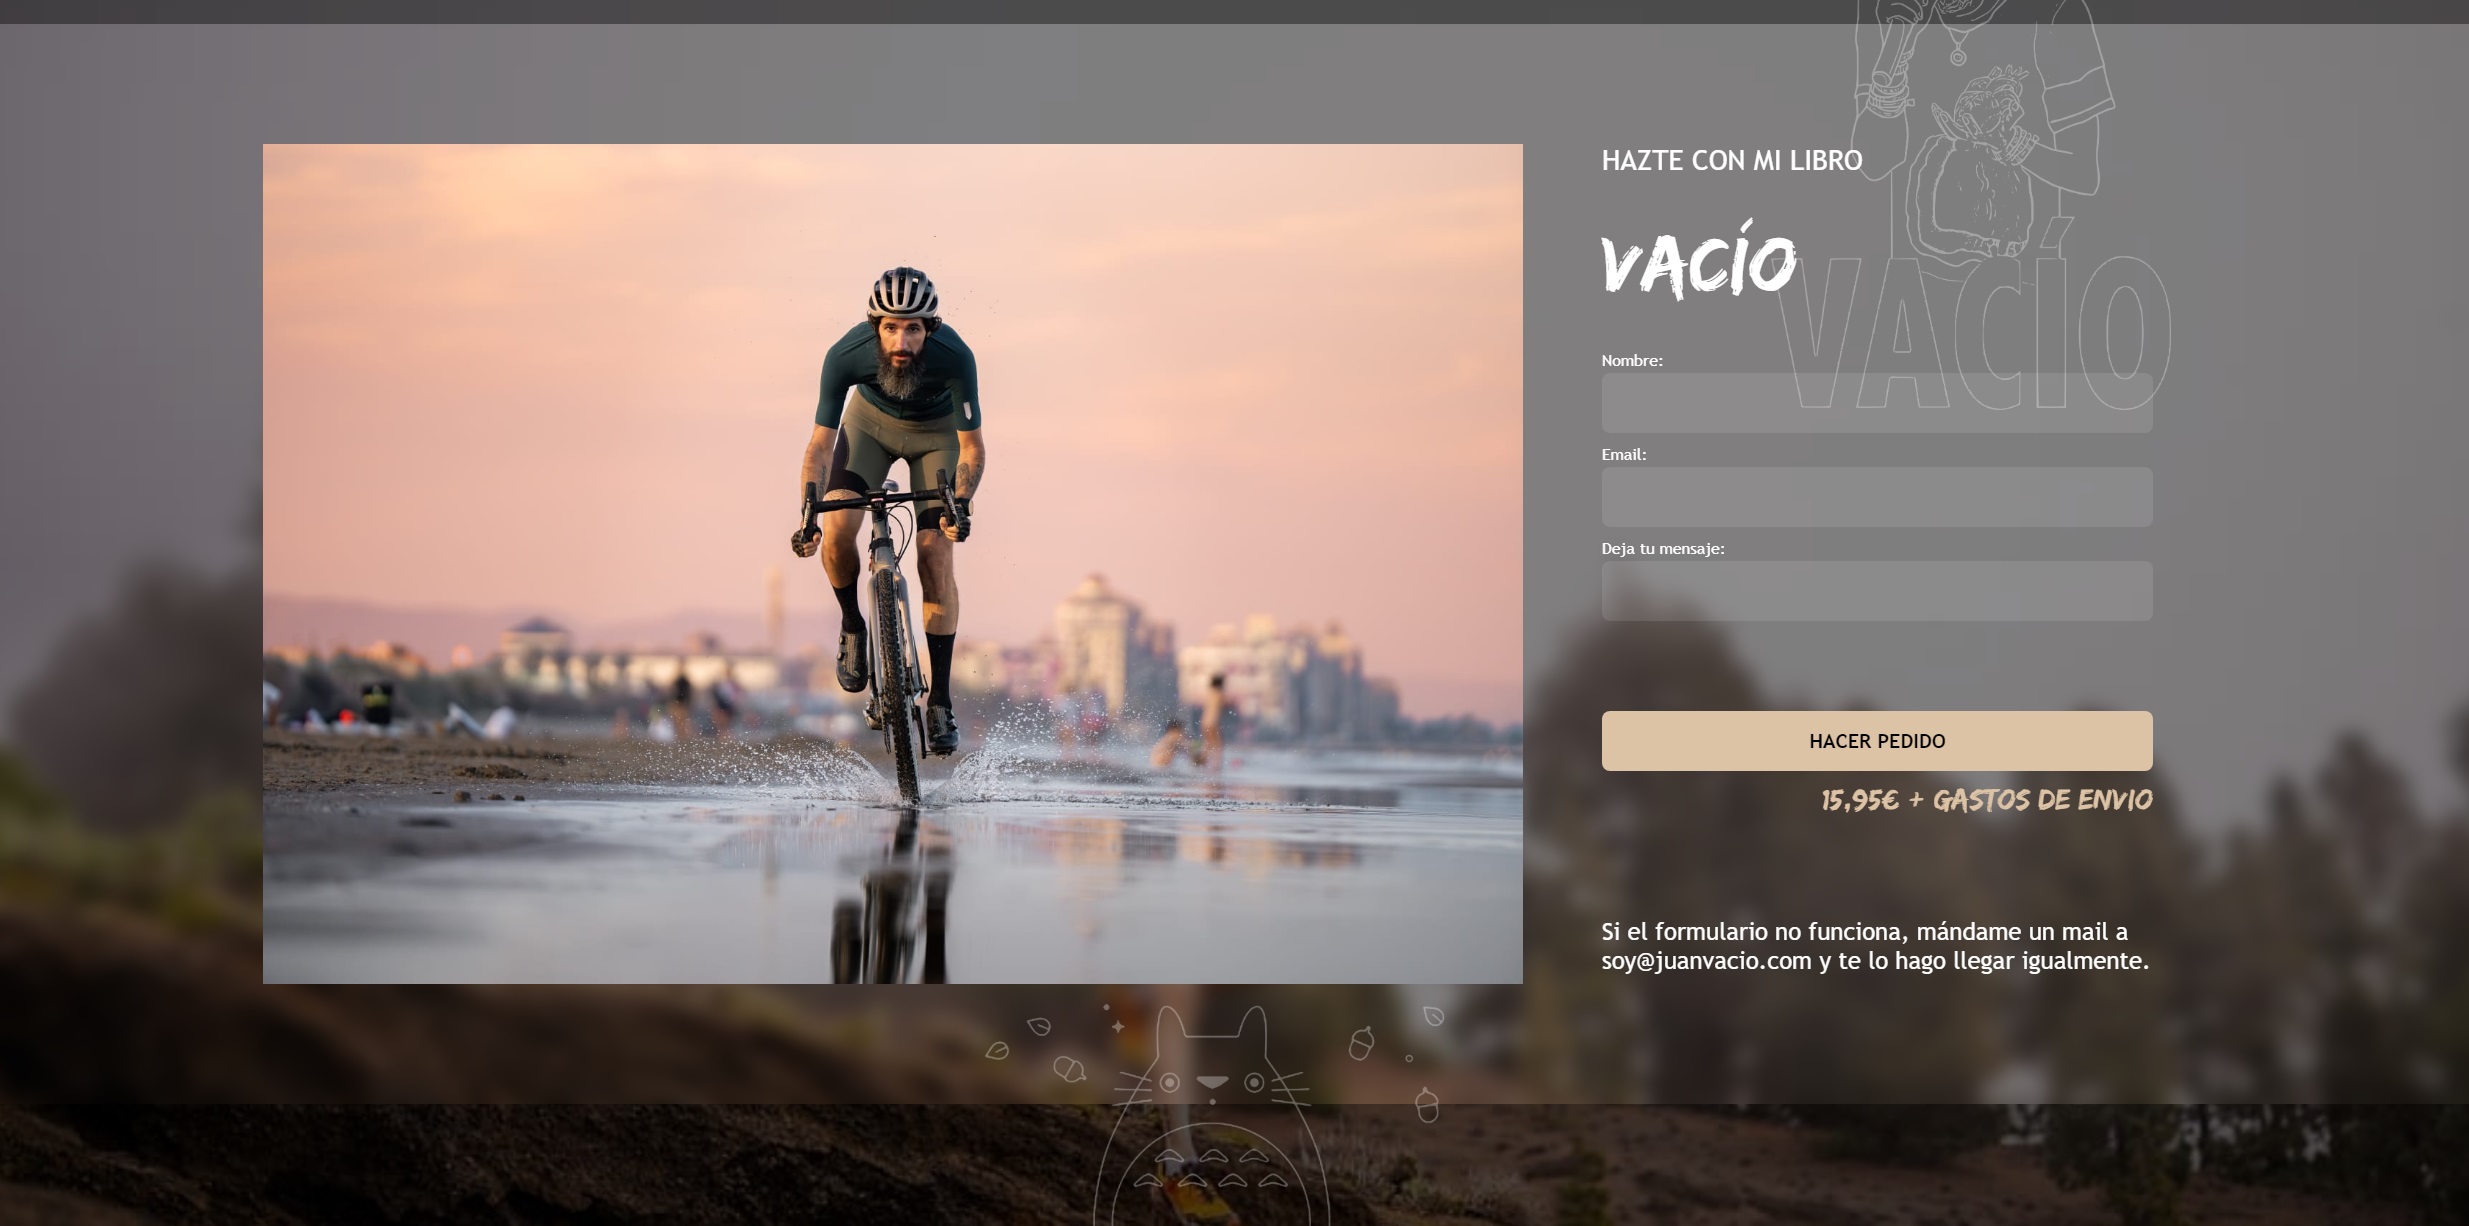 HAZTE CON MI LIBRO
VACÍO
VACÍO
Nombre:
Email:
Deja tu mensaje:
HACER PEDIDO
15,95€ + GASTOS DE ENVIO
Si el formulario no funciona, mándame un mail a
soy@juanvacio.com y te lo hago llegar igualmente.